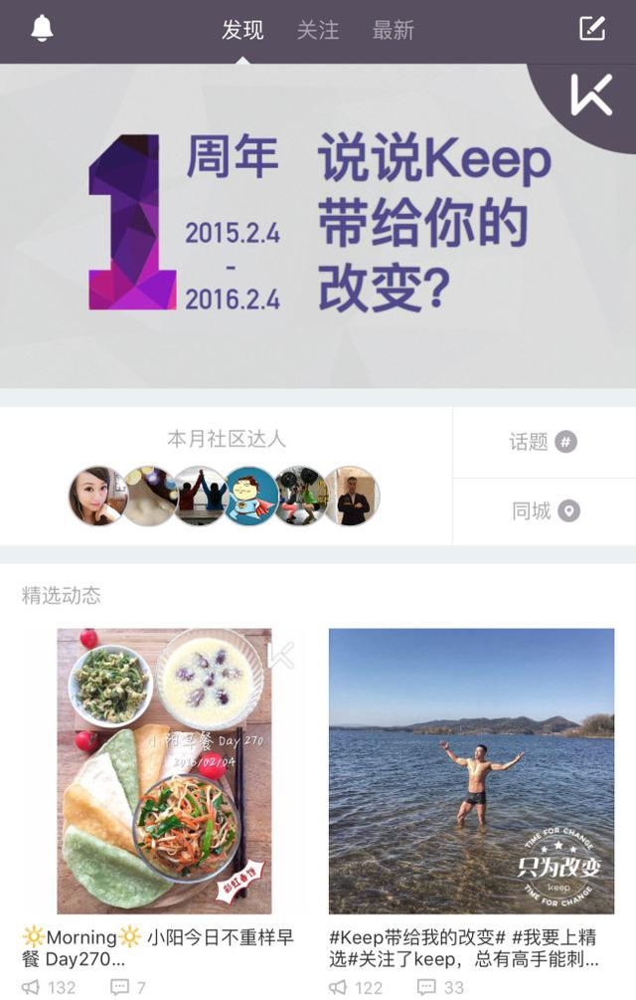 发现 关注 最新
周年
说说Keep
带给你的
改变?
1
2015.2.4
-
2016.2.4
本月社区达人
话题 #
同城
精选动态
小阳早餐 Day 270
2016/02/04
彩虹春饼
TIME FOR CHANGE
只为改变
keep
TIME FOR CHANGE
🔆Morning🔆 小阳今日不重样早
餐 Day270...
132 7
#Keep带给我的改变# #我要上精
选#关注了keep，总有高手能刺...
122 33